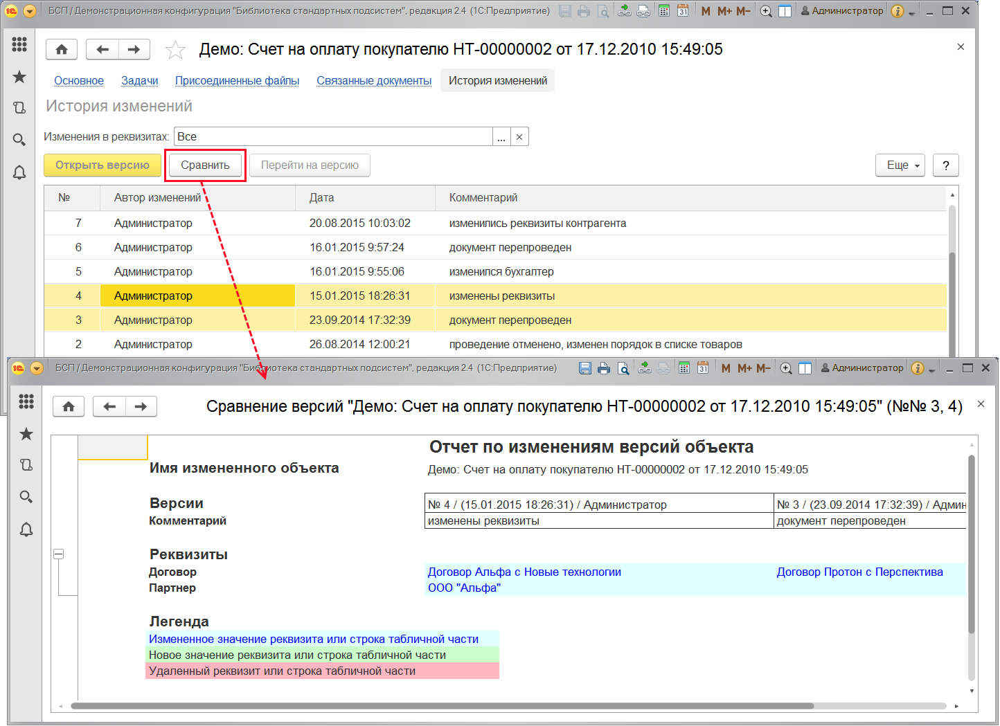 БСП / Демонстрационная конфигурация "Библиотека стандартных подсистем", редакция 2.4 (1С:Предприятие) 31 M M+ M- Администратор
Демо: Счет на оплату покупателю НТ-00000002 от 17.12.2010 15:49:05
Основное Задачи Присоединенные файлы Связанные документы История изменений
История изменений
Изменения в реквизитах: Все ... ×
Открыть версию Сравнить Перейти на версию Еще ?
№ Автор изменений Дата Комментарий
7 Администратор 20.08.2015 10:03:02 изменились реквизиты контрагента
6 Администратор 16.01.2015 9:57:24 документ перепроведен
5 Администратор 16.01.2015 9:55:06 изменился бухгалтер
4 Администратор 15.01.2015 18:26:31 изменены реквизиты
3 Администратор 23.09.2014 17:32:39 документ перепроведен
2 Администратор 26.08.2014 12:00:21 проведение отменено, изменен порядок в списке товаров
БСП / Демонстрационная конфигурация "Библиотека стандартных подсистем", редакция 2.4 (1С:Предприятие) 31 M M+ M- Администратор
Сравнение версий "Демо: Счет на оплату покупателю НТ-00000002 от 17.12.2010 15:49:05" (№№ 3, 4)
Отчет по изменениям версий объекта
Имя измененного объекта Демо: Счет на оплату покупателю НТ-00000002 от 17.12.2010 15:49:05
Версии № 4 / (15.01.2015 18:26:31) / Администратор № 3 / (23.09.2014 17:32:39) / Админ
Комментарий изменены реквизиты документ перепроведен
Реквизиты
Договор Договор Альфа с Новые технологии Договор Протон с Перспектива
Партнер ООО "Альфа"
Легенда
Измененное значение реквизита или строка табличной части
Новое значение реквизита или строка табличной части
Удаленный реквизит или строка табличной части